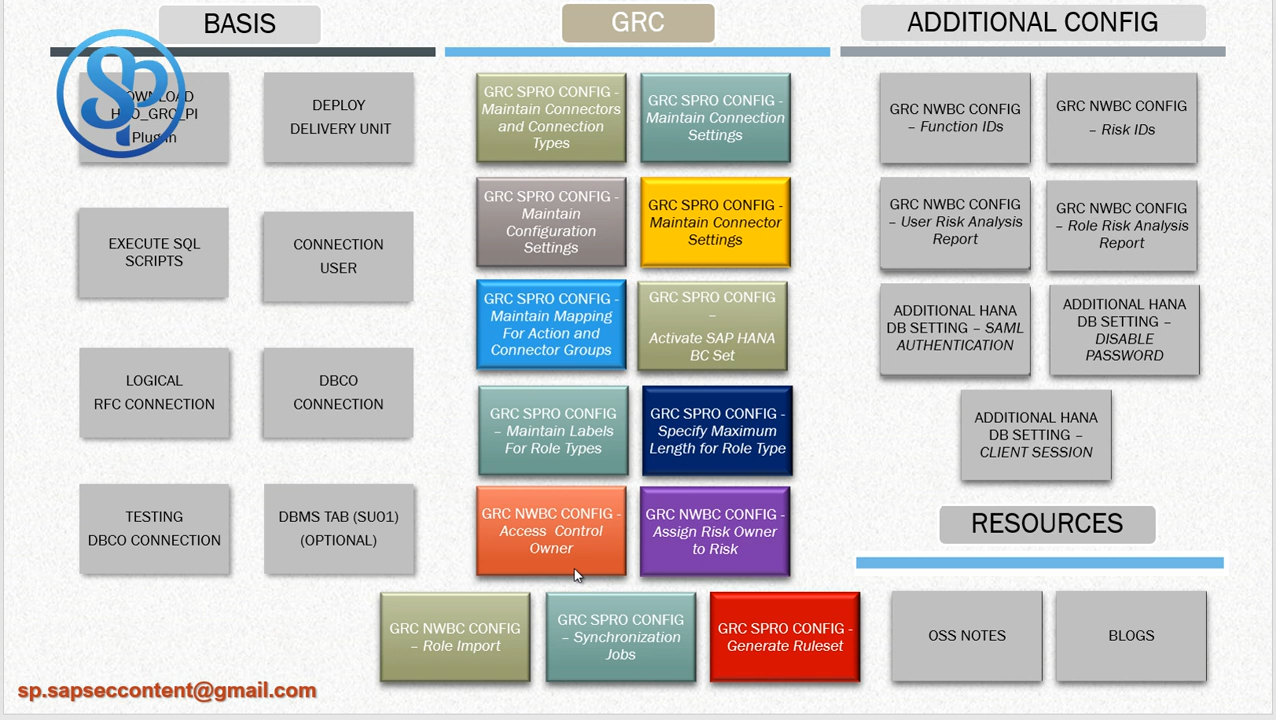 BASIS
GRC
ADDITIONAL CONFIG
Sp
Plugin
DEPLOY
DELIVERY UNIT
EXECUTE SQL
SCRIPTS
CONNECTION
USER
LOGICAL
RFC CONNECTION
DBCO
CONNECTION
TESTING
DBCO CONNECTION
DBMS TAB (SU01)
(OPTIONAL)
GRC SPRO CONFIG -
Maintain Connectors
and Connection
Types
GRC SPRO CONFIG -
Maintain Connection
Settings
GRC SPRO CONFIG -
Maintain
Configuration
Settings
GRC SPRO CONFIG -
Maintain Connector
Settings
GRC SPRO CONFIG -
Maintain Mapping
For Action and
Connector Groups
GRC SPRO CONFIG
–
Activate SAP HANA
BC Set
GRC SPRO CONFIG
– Maintain Labels
For Role Types
GRC SPRO CONFIG -
Specify Maximum
Length for Role Type
GRC NWBC CONFIG -
Access Control
Owner
GRC NWBC CONFIG -
Assign Risk Owner
to Risk
GRC NWBC CONFIG
– Role Import
GRC SPRO CONFIG
– Synchronization
Jobs
GRC SPRO CONFIG -
Generate Ruleset
GRC NWBC CONFIG
– Function IDs
GRC NWBC CONFIG
– Risk IDs
GRC NWBC CONFIG
– User Risk Analysis
Report
GRC NWBC CONFIG
– Role Risk Analysis
Report
ADDITIONAL HANA
DB SETTING – SAML
AUTHENTICATION
ADDITIONAL HANA
DB SETTING –
DISABLE
PASSWORD
ADDITIONAL HANA
DB SETTING –
CLIENT SESSION
RESOURCES
OSS NOTES
BLOGS
sp.sapseccontent@gmail.com